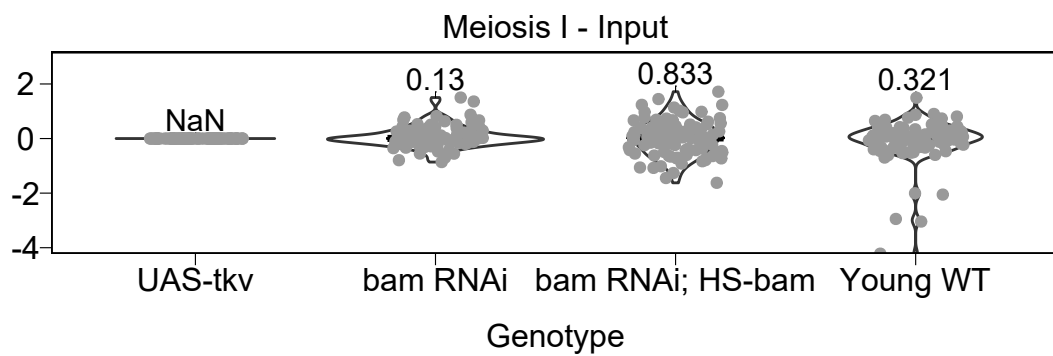 Meiosis I - Input
2
0
-2
-4
NaN
0.13
0.833
0.321
UAS-tkv
bam RNAi
bam RNAi; HS-bam
Young WT
Genotype